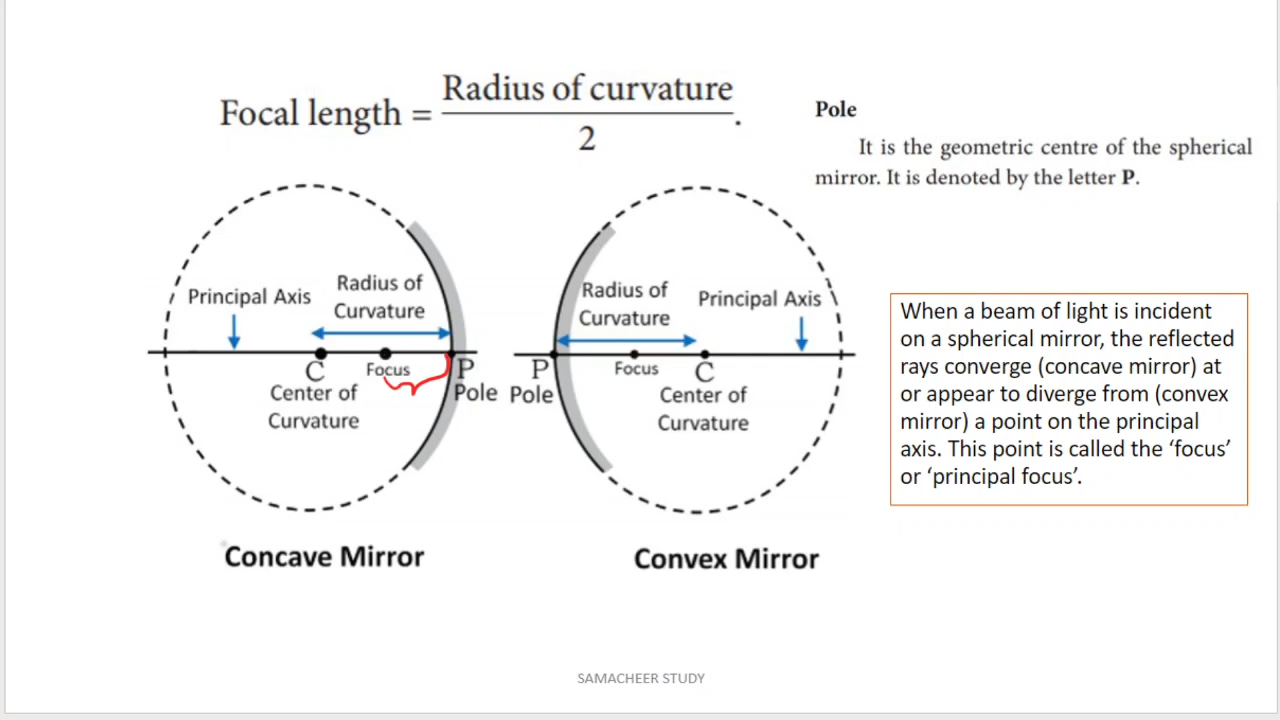 Focal length = Radius of curvature / 2 .
Pole
It is the geometric centre of the spherical
mirror. It is denoted by the letter P.
Principal Axis
Radius of
Curvature
C
Focus
P
Center of
Curvature
Pole
Concave Mirror
Radius of
Curvature
Principal Axis
P
Focus
C
Pole
Center of
Curvature
Convex Mirror
When a beam of light is incident
on a spherical mirror, the reflected
rays converge (concave mirror) at
or appear to diverge from (convex
mirror) a point on the principal
axis. This point is called the ‘focus’
or ‘principal focus’.
SAMACHEER STUDY